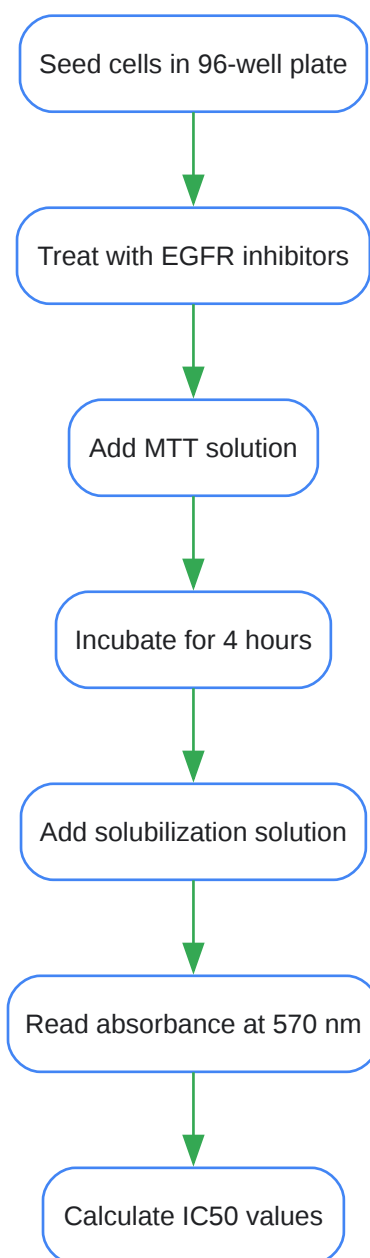 Seed cells in 96-well plate
Treat with EGFR inhibitors
Add MTT solution
Incubate for 4 hours
Add solubilization solution
Read absorbance at 570 nm
Calculate IC50 values